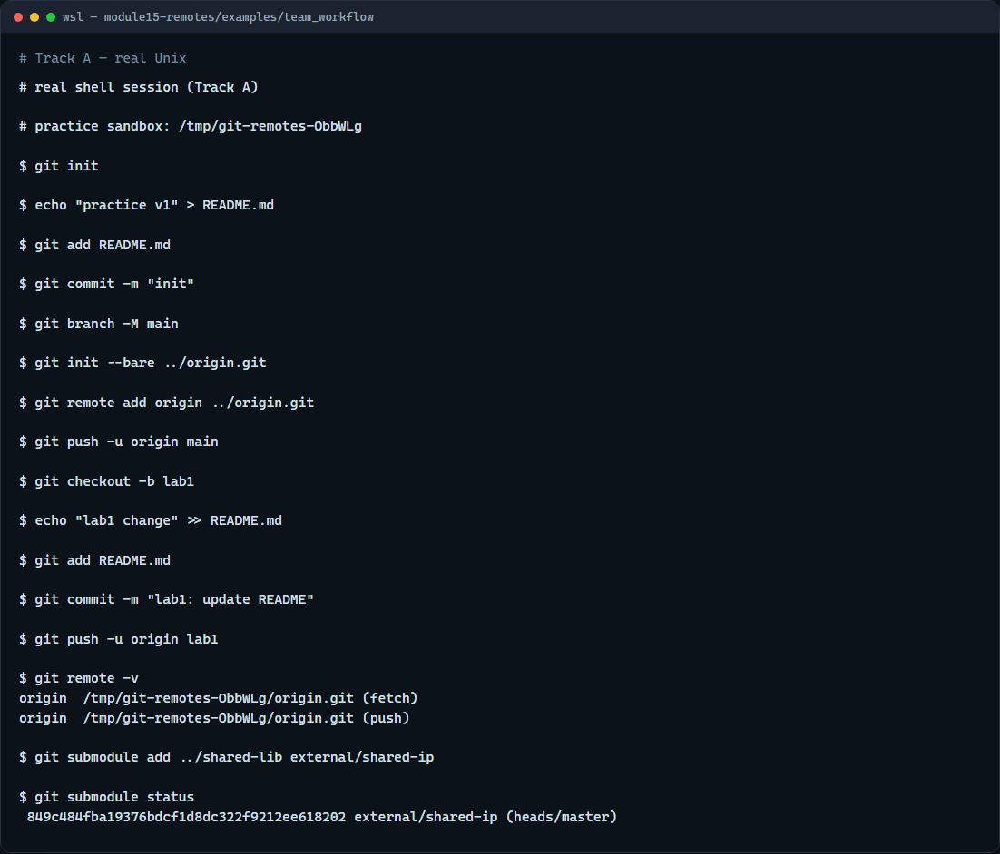 wsl — module15-remotes/examples/team_workflow
# Track A — real Unix
# real shell session (Track A)
# practice sandbox: /tmp/git-remotes-ObbWLg
$ git init
$ echo "practice v1" > README.md
$ git add README.md
$ git commit -m "init"
$ git branch -M main
$ git init --bare ../origin.git
$ git remote add origin ../origin.git
$ git push -u origin main
$ git checkout -b lab1
$ echo "lab1 change" >> README.md
$ git add README.md
$ git commit -m "lab1: update README"
$ git push -u origin lab1
$ git remote -v
origin  /tmp/git-remotes-ObbWLg/origin.git (fetch)
origin  /tmp/git-remotes-ObbWLg/origin.git (push)
$ git submodule add ../shared-lib external/shared-ip
$ git submodule status
 849c484fba19376bdcf1d8dc322f9212ee618202 external/shared-ip (heads/master)